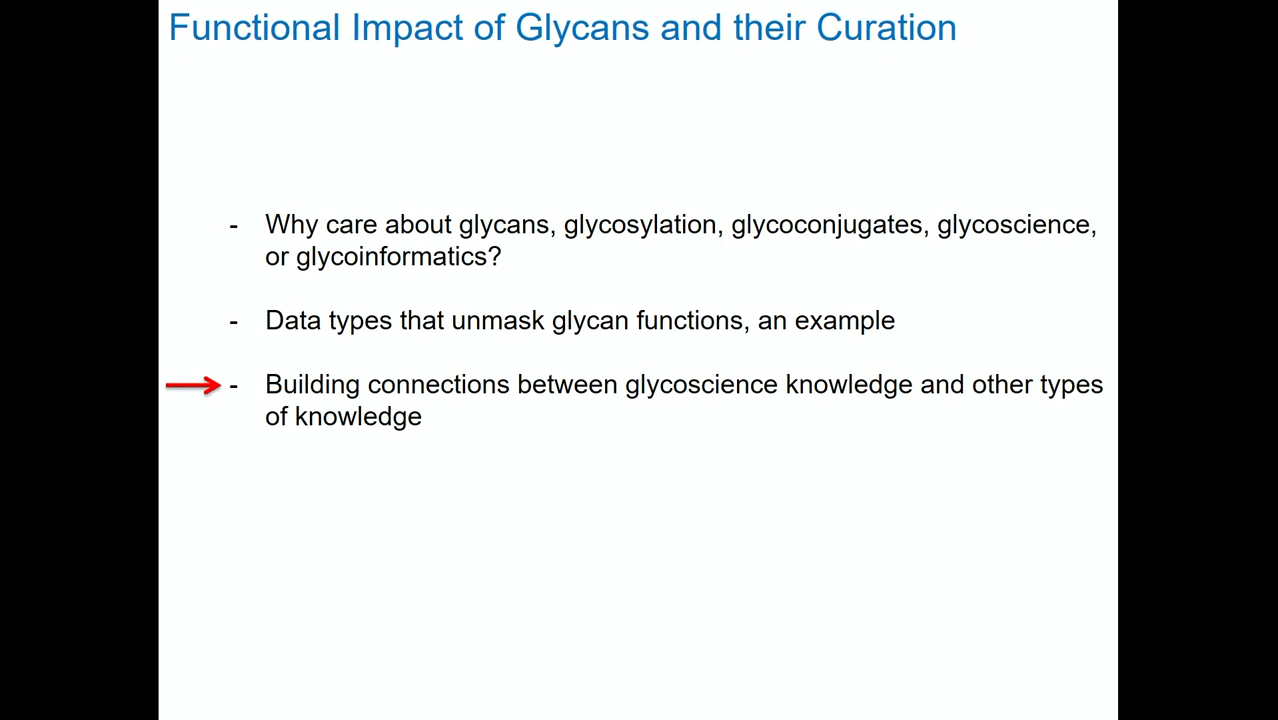 Functional Impact of Glycans and their Curation
- Why care about glycans, glycosylation, glycoconjugates, glycoscience,
or glycoinformatics?
- Data types that unmask glycan functions, an example
- Building connections between glycoscience knowledge and other types
of knowledge